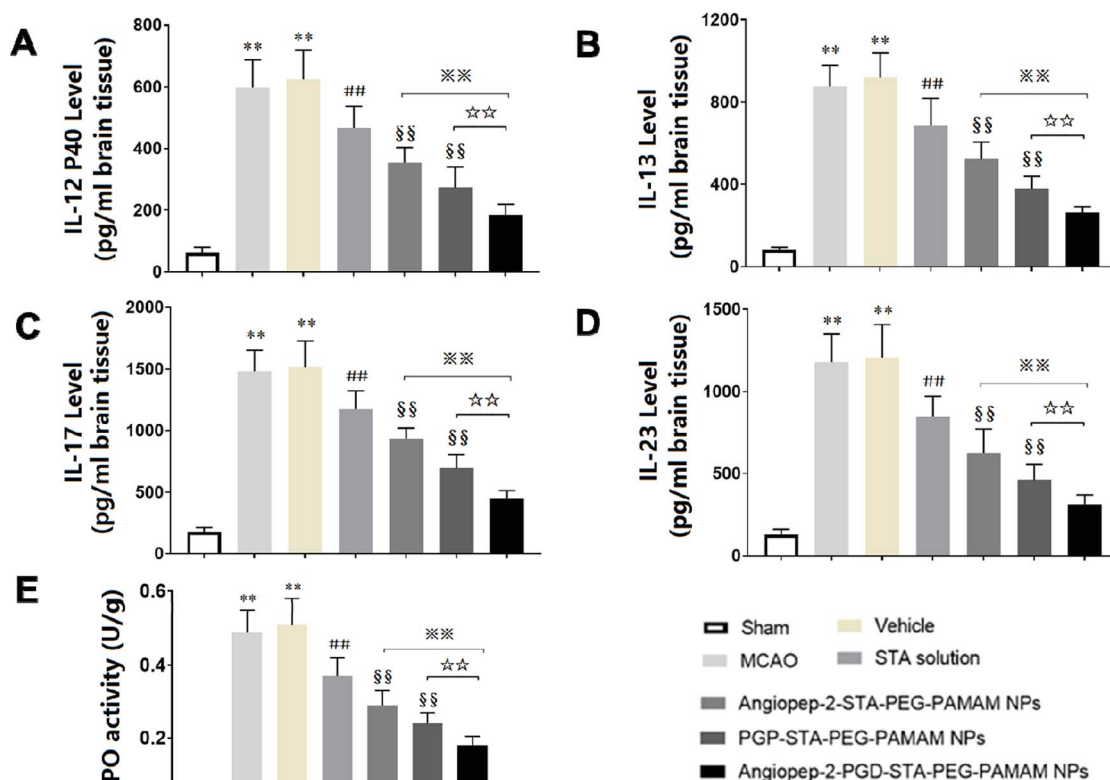 A
IL-12 P40 Level
(pg/ml brain tissue)
800
600
400
200
0
**
**
##
§§
§§
※※
☆☆
B
IL-13 Level
(pg/ml brain tissue)
1200
800
400
0
**
**
##
§§
§§
※※
☆☆
C
IL-17 Level
(pg/ml brain tissue)
2000
1500
1000
500
0
**
**
##
§§
§§
※※
☆☆
D
IL-23 Level
(pg/ml brain tissue)
1500
1000
500
0
**
**
##
§§
§§
※※
☆☆
E
PO activity (U/g)
0.6
0.4
0.2
**
**
##
§§
§§
※※
☆☆
Sham
Vehicle
MCAO
STA solution
Angiopep-2-STA-PEG-PAMAM NPs
PGP-STA-PEG-PAMAM NPs
Angiopep-2-PGD-STA-PEG-PAMAM NPs